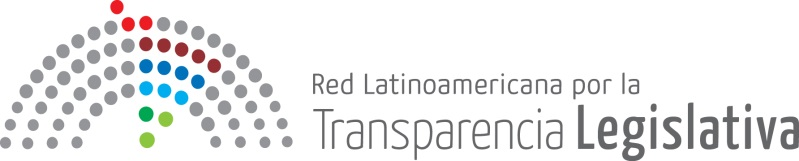 Red Latinoamericana por la
Transparencia Legislativa